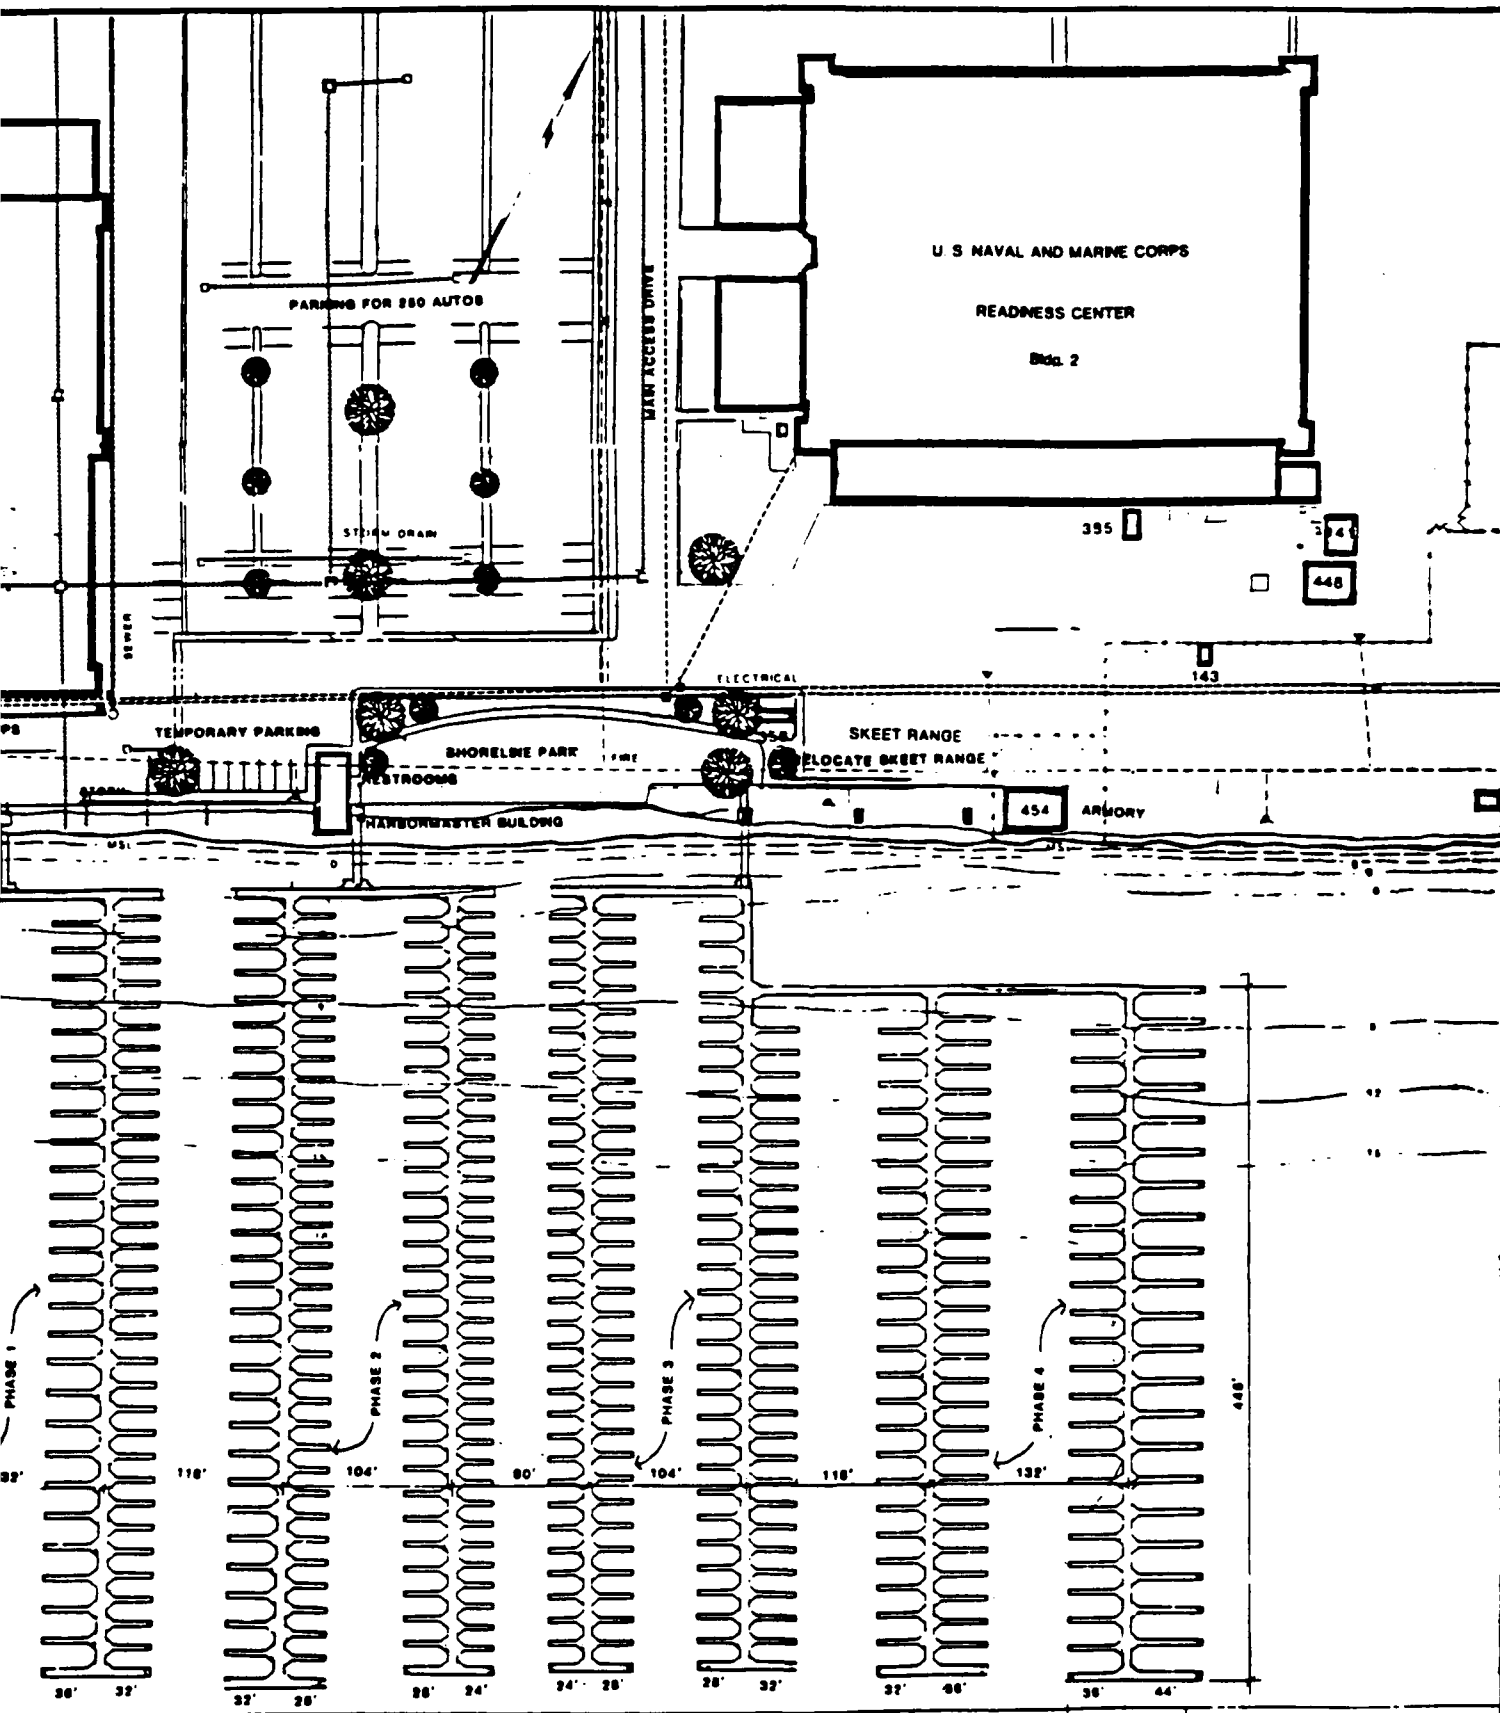 U. S NAVAL AND MARINE CORPS
READINESS CENTER
Bldg. 2
PARKING FOR 250 AUTOS
MAIN ACCESS DRIVE
STORM DRAIN
SEWER
395
448
143
ELECTRICAL
TEMPORARY PARKING
SHORELINE PARK
FIRE
SKEET RANGE
RELOCATE SKEET RANGE
RESTROOMS
HARBORMASTER BUILDING
454
ARMORY
MSL
PHASE 1
PHASE 2
PHASE 3
PHASE 4
448'
118'
104'
80'
104'
118'
132'
12
36'
32'
32'
28'
28'
24'
24'
28'
28'
32'
32'
36'
44'